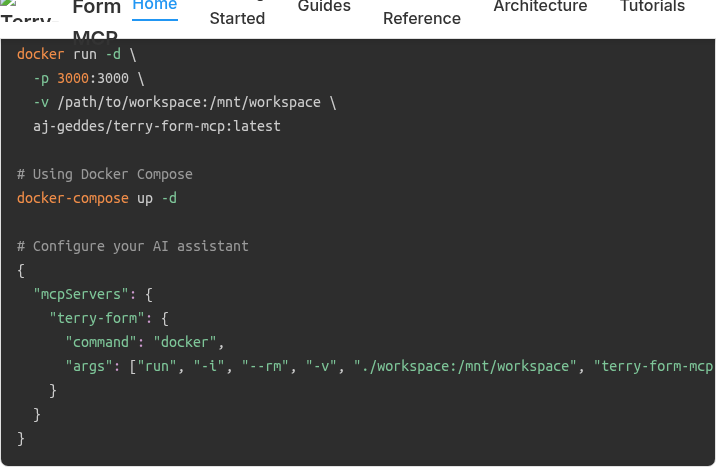 Terry-
Form
MCP
Home
Started
Guides
Reference
Architecture
Tutorials
docker run -d \
-p 3000:3000 \
-v /path/to/workspace:/mnt/workspace \
aj-geddes/terry-form-mcp:latest
# Using Docker Compose
docker-compose up -d
# Configure your AI assistant
{
"mcpServers": {
"terry-form": {
"command": "docker",
"args": ["run", "-i", "--rm", "-v", "./workspace:/mnt/workspace", "terry-form-mcp
}
}
}